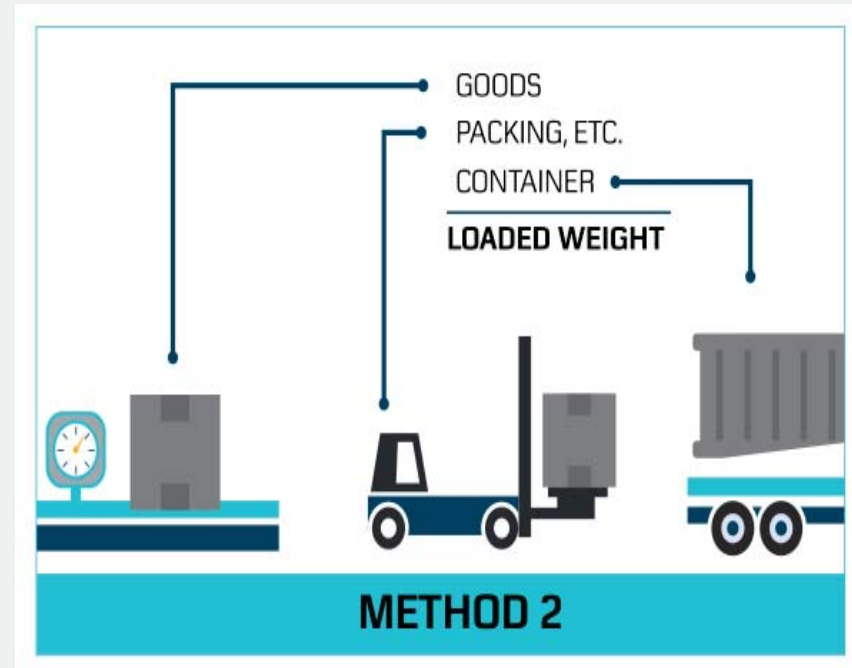 GOODS
PACKING, ETC.
CONTAINER
LOADED WEIGHT
METHOD 2